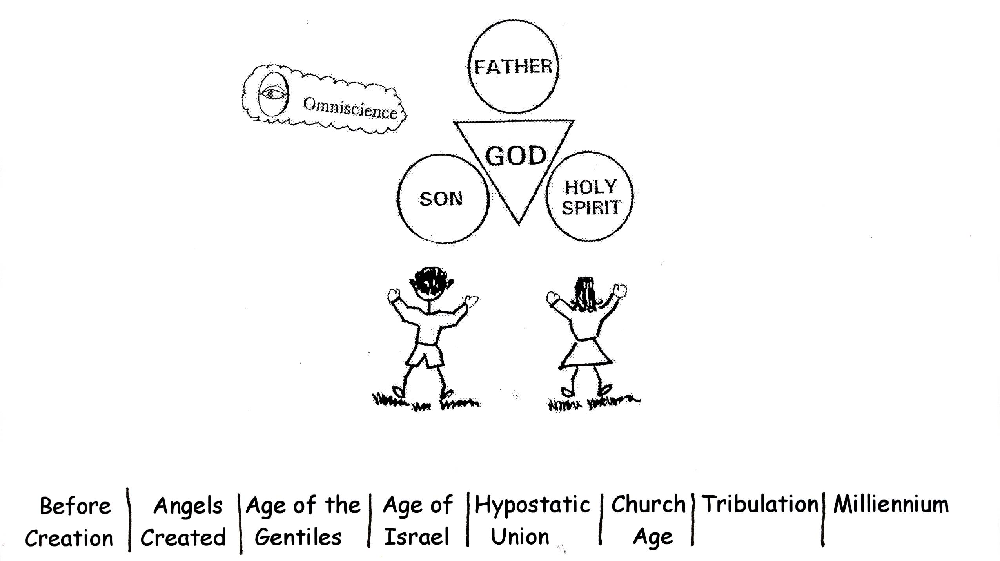 FATHER
Omniscience
GOD
SON
HOLY
SPIRIT
Before
Creation
Angels
Created
Age of the
Gentiles
Age of
Israel
Hypostatic
Union
Church
Age
Tribulation
Milliennium